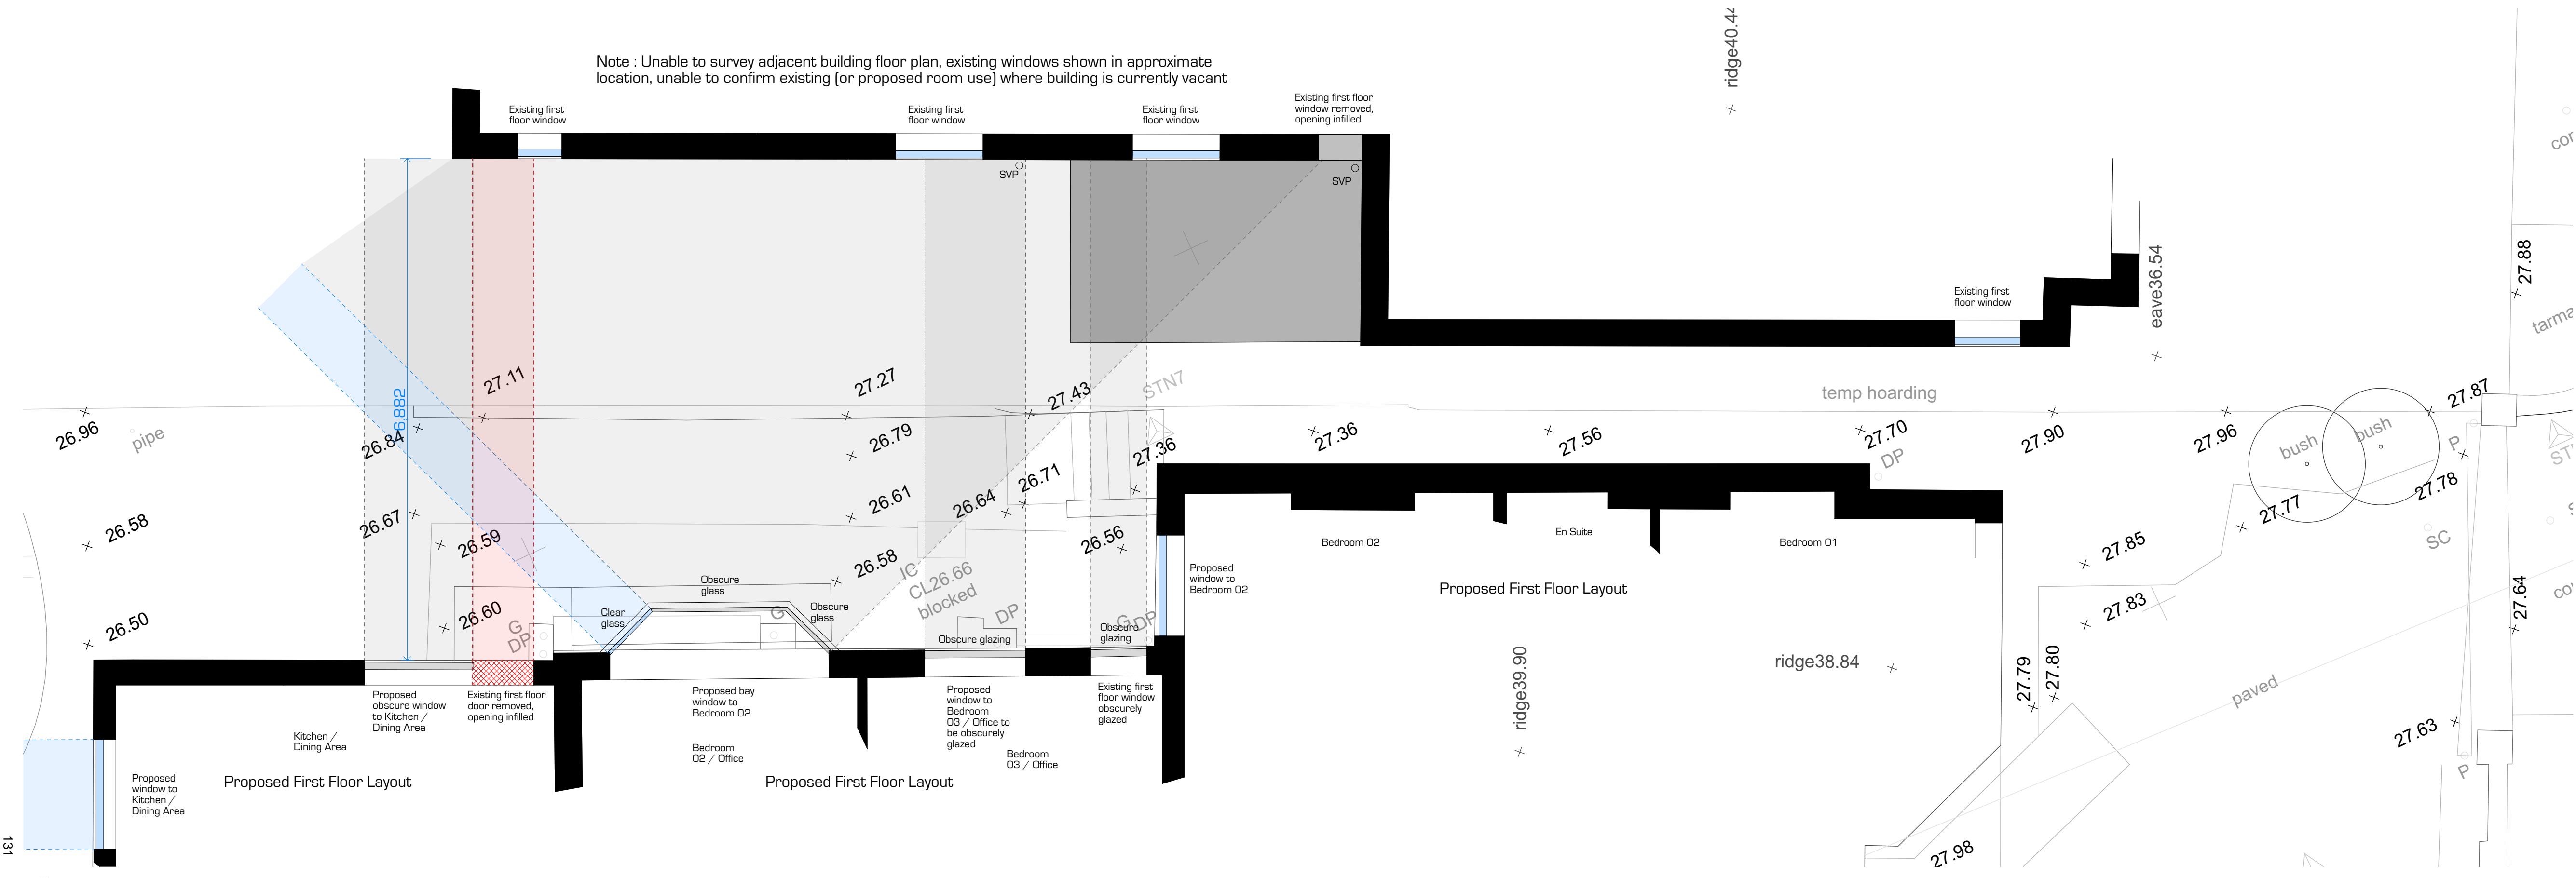 Note : Unable to survey adjacent building floor plan, existing windows shown in approximate
location, unable to confirm existing (or proposed room use) where building is currently vacant
ridge40.44
Existing first
floor window
Existing first
floor window
Existing first
floor window
Existing first floor
window removed,
opening infilled
SVP
SVP
Existing first
floor window
eave36.54
27.88
6,882
27.11
27.27
27.43
STN7
temp hoarding
27.87
26.96
pipe
26.84
26.79
27.36
27.36
27.56
27.70
DP
27.90
27.96
bush
bush
P
26.58
26.67
26.59
26.61
26.64
26.71
26.56
27.85
27.77
27.78
SC
26.50
26.60
G
DP
26.58
IC
CL26.66
blocked
DP
G
DP
G
Clear
glass
Obscure
glass
Obscure
glass
Obscure glazing
Obscure
glazing
Proposed
window to
Bedroom 02
Bedroom 02
En Suite
Bedroom 01
Proposed First Floor Layout
27.83
27.64
ridge39.90
ridge38.84
27.79
27.80
paved
27.63
P
27.98
Proposed
obscure window
to Kitchen /
Dining Area
Existing first floor
door removed,
opening infilled
Proposed bay
window to
Bedroom 02
Proposed
window to
Bedroom
03 / Office to
be obscurely
glazed
Existing first
floor window
obscurely
glazed
Kitchen /
Dining Area
Bedroom
02 / Office
Bedroom
03 / Office
Proposed
window to
Kitchen /
Dining Area
Proposed First Floor Layout
Proposed First Floor Layout
131